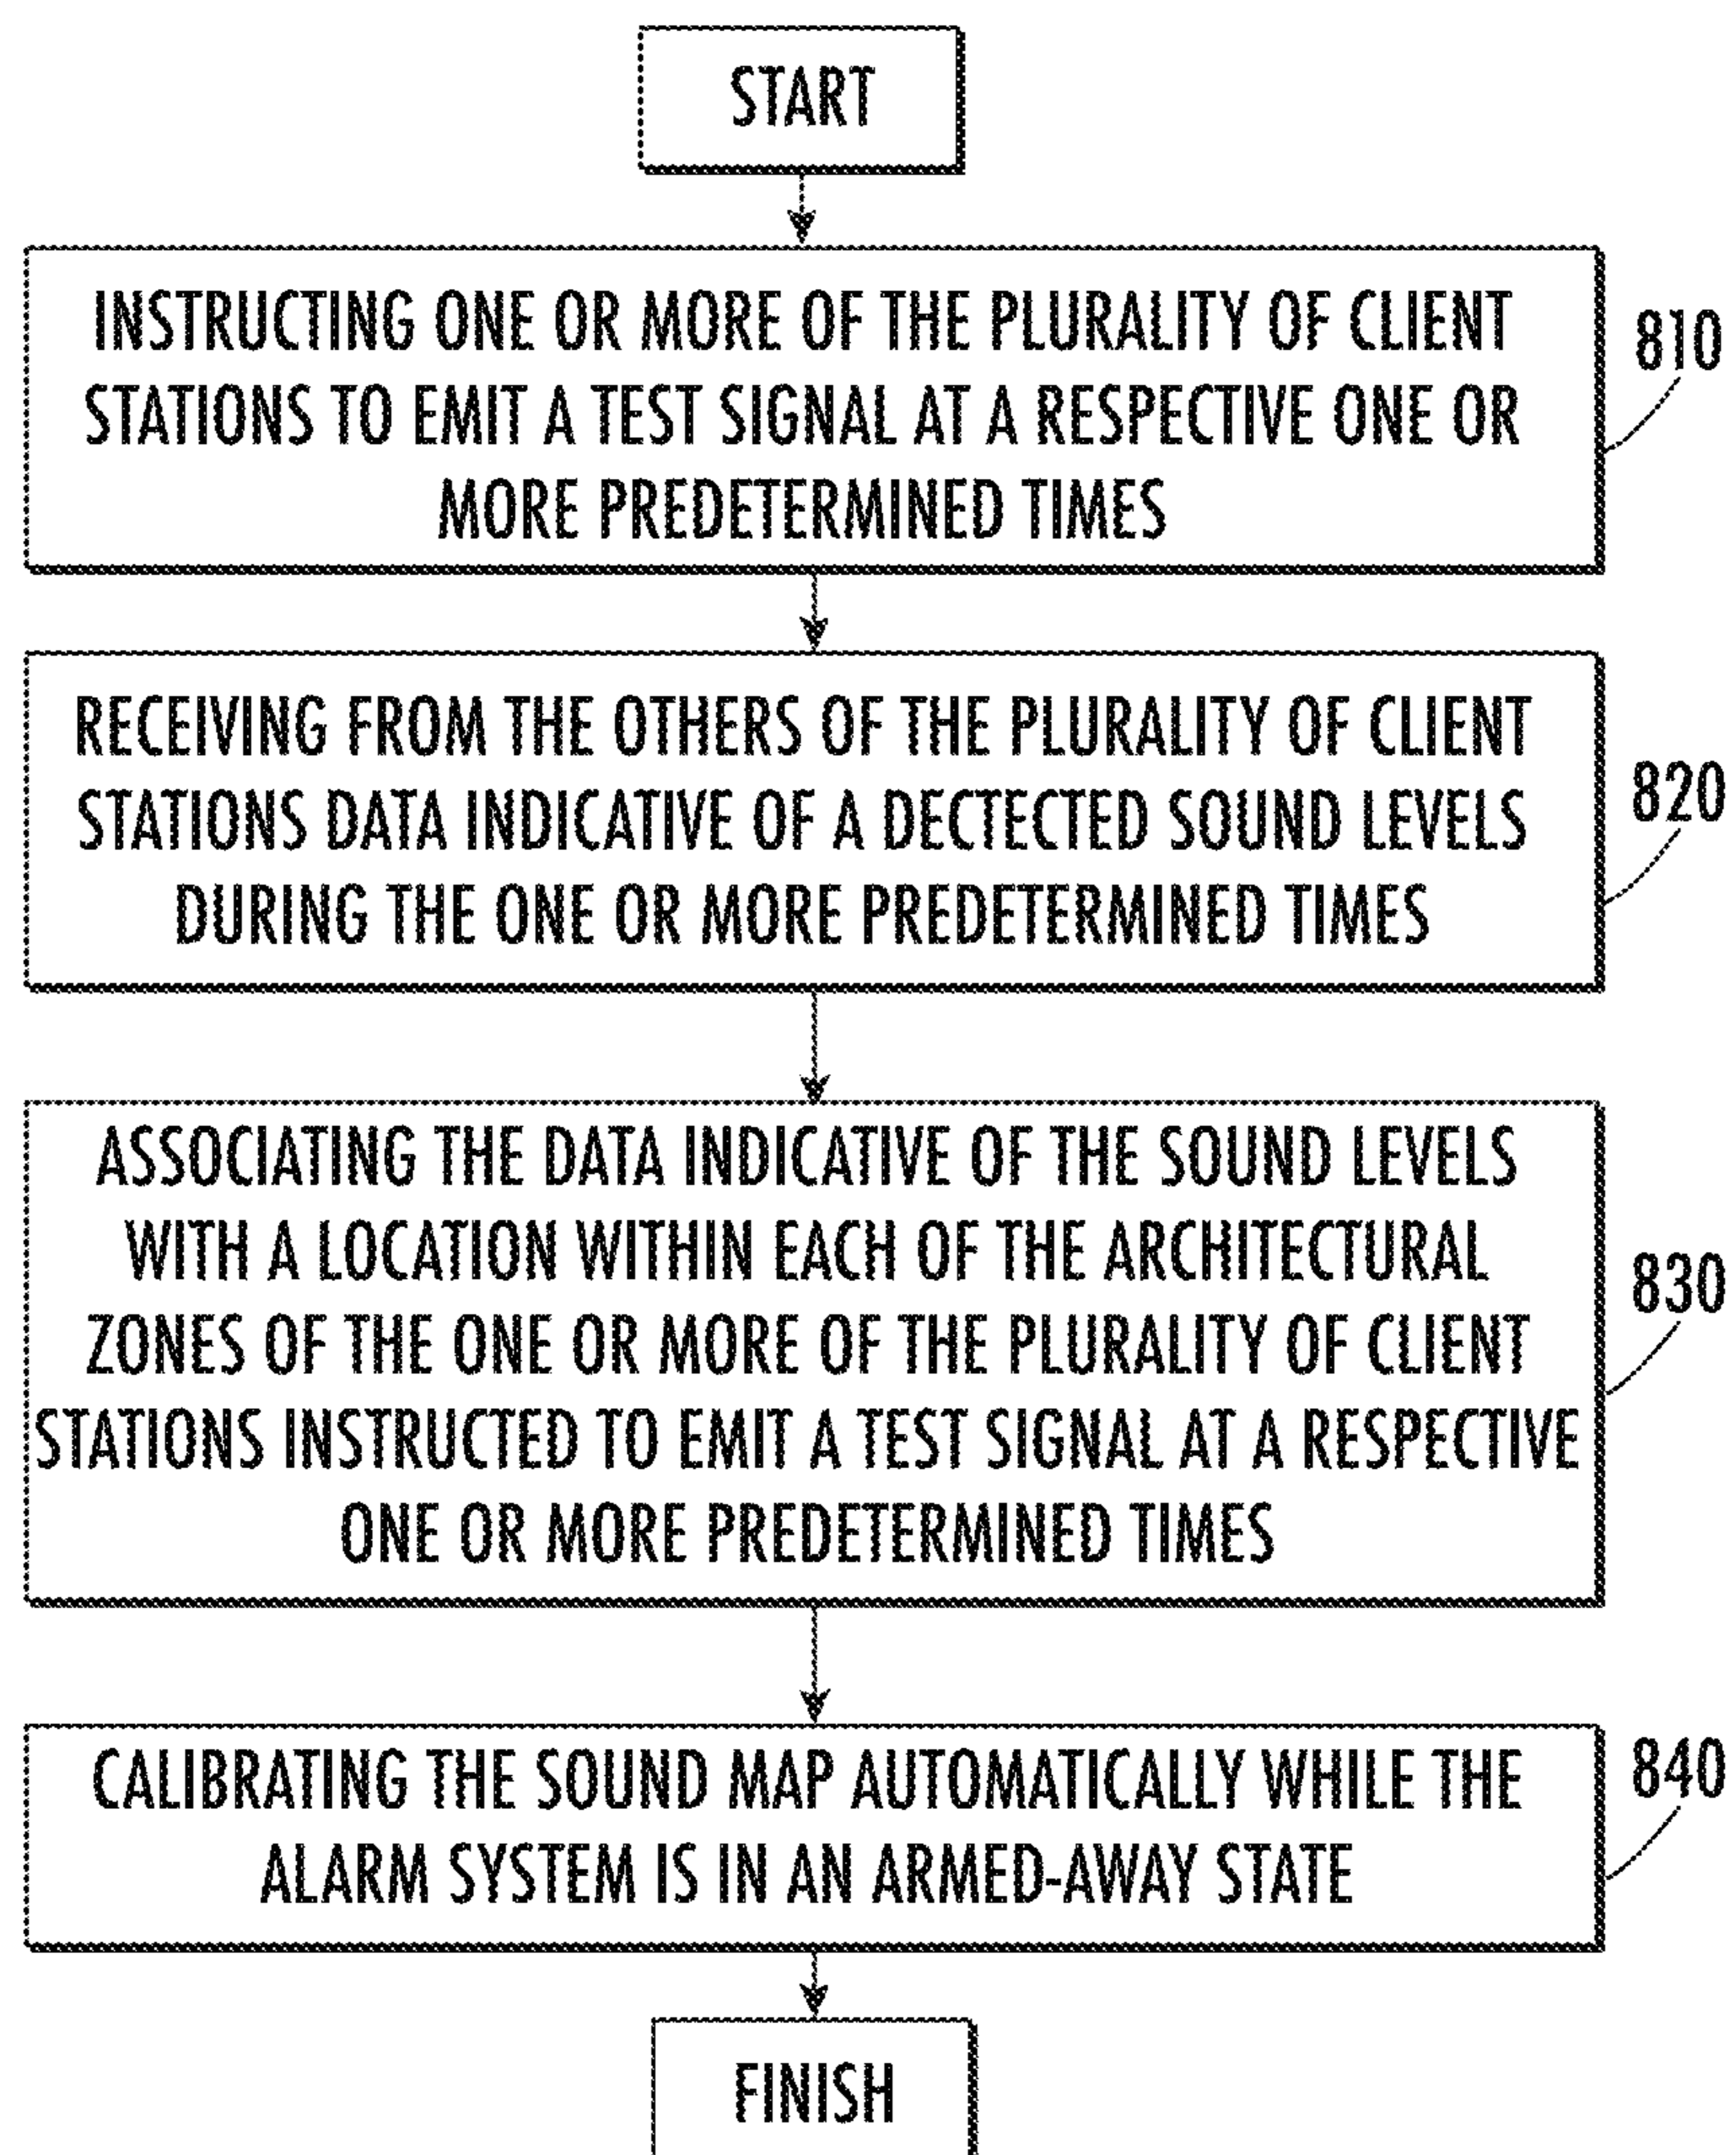 START
INSTRUCTING ONE OR MORE OF THE PLURALITY OF CLIENT
STATIONS TO EMIT A TEST SIGNAL AT A RESPECTIVE ONE OR
MORE PREDETERMINED TIMES
810
RECEIVING FROM THE OTHERS OF THE PLURALITY OF CLIENT
STATIONS DATA INDICATIVE OF A DECTECTED SOUND LEVELS
DURING THE ONE OR MORE PREDETERMINED TIMES
820
ASSOCIATING THE DATA INDICATIVE OF THE SOUND LEVELS
WITH A LOCATION WITHIN EACH OF THE ARCHITECTURAL
ZONES OF THE ONE OR MORE OF THE PLURALITY OF CLIENT
STATIONS INSTRUCTED TO EMIT A TEST SIGNAL AT A RESPECTIVE
ONE OR MORE PREDETERMINED TIMES
830
CALIBRATING THE SOUND MAP AUTOMATICALLY WHILE THE
ALARM SYSTEM IS IN AN ARMED-AWAY STATE
840
FINISH